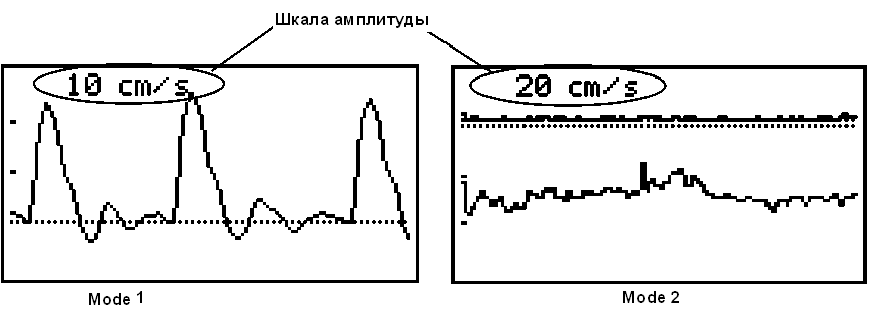 Шкала амплитуды
10 cm/s
20 cm/s
Mode 1
Mode 2